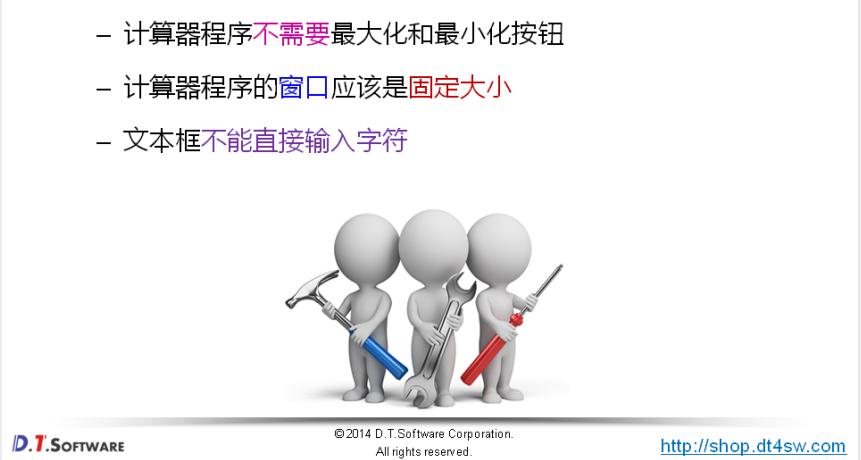 – 计算器程序不需要最大化和最小化按钮
– 计算器程序的窗口应该是固定大小
– 文本框不能直接输入字符
©2014 D.T.Software Corporation.
All rights reserved.
D.T.SOFTWARE
http://shop.dt4sw.com